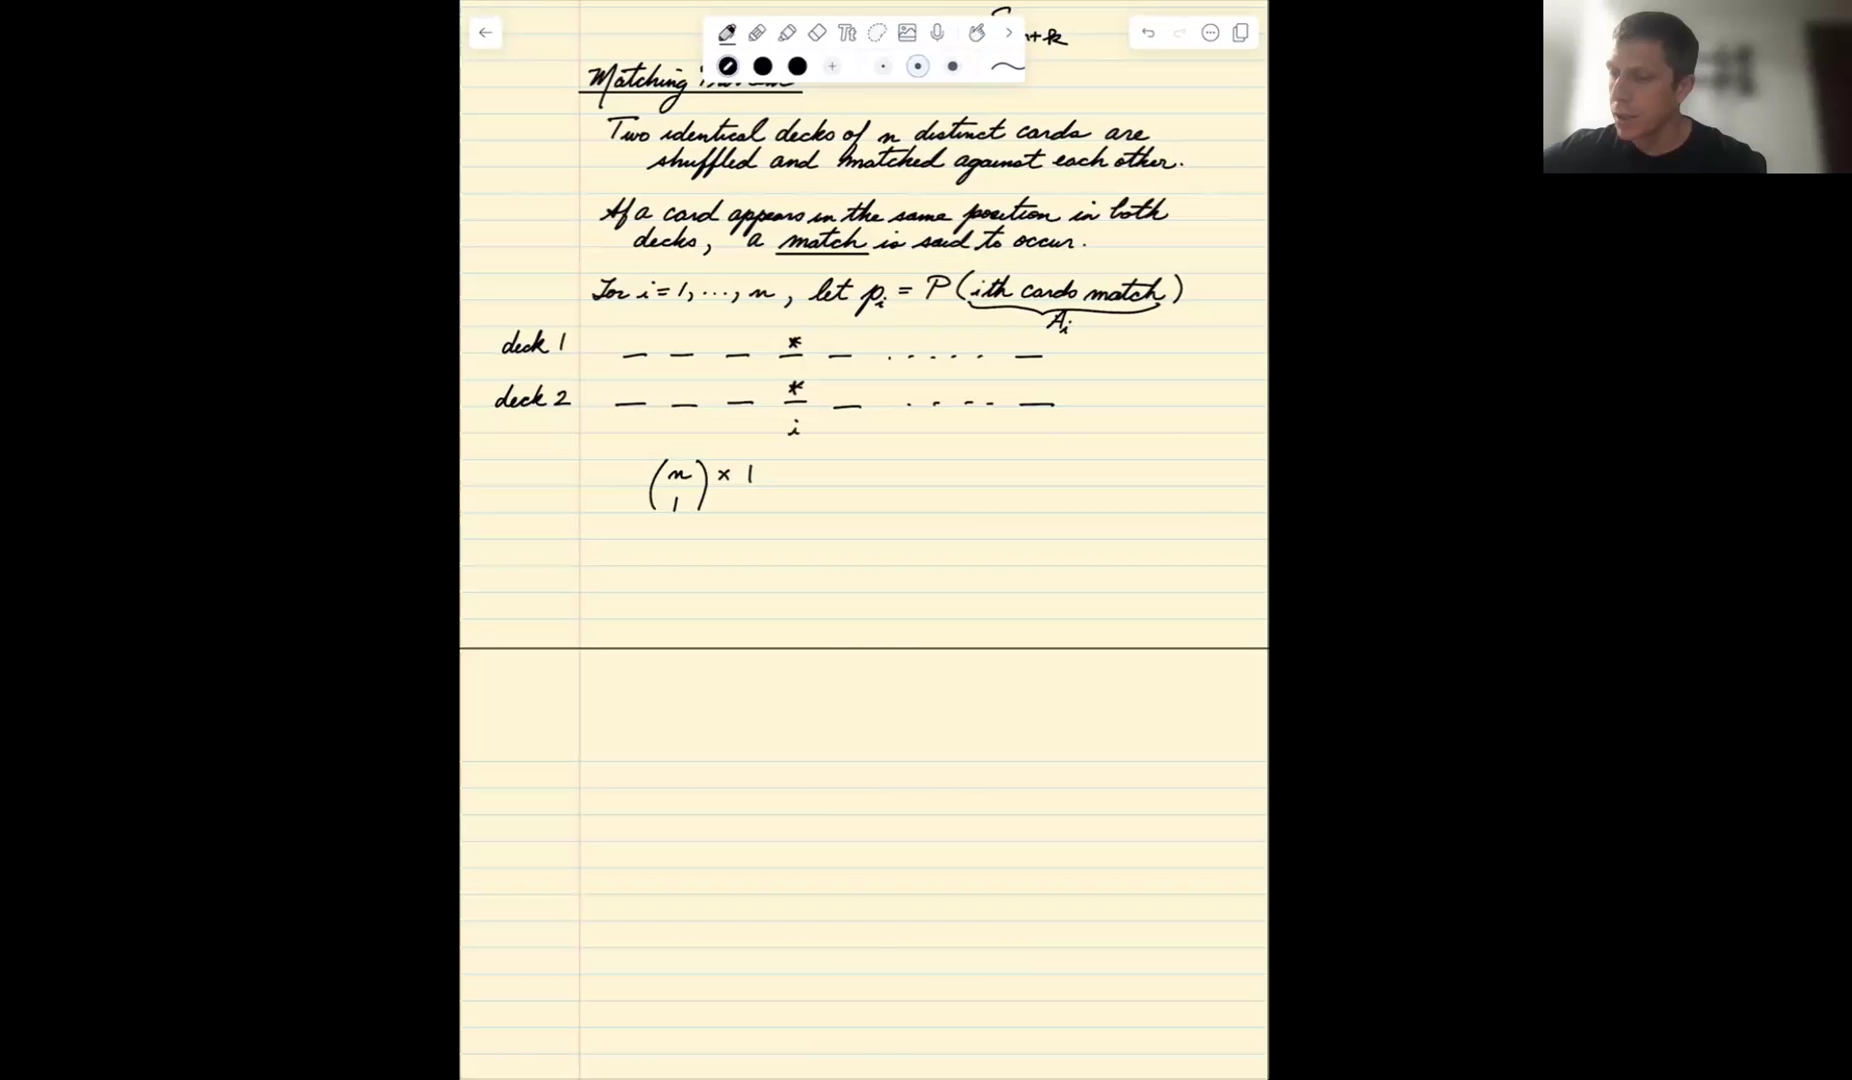 n+k
Matching
Two identical decks of n distinct cards are
shuffled and matched against each other.
If a card appears in the same position in both
decks, a match is said to occur.
For i = 1, ..., n, let pᵢ = P(ith cards match)
Aᵢ
deck 1 _ _ _ * _ ..... _
deck 2 _ _ _ * _ .... _
i
(n 1) × 1
Tt